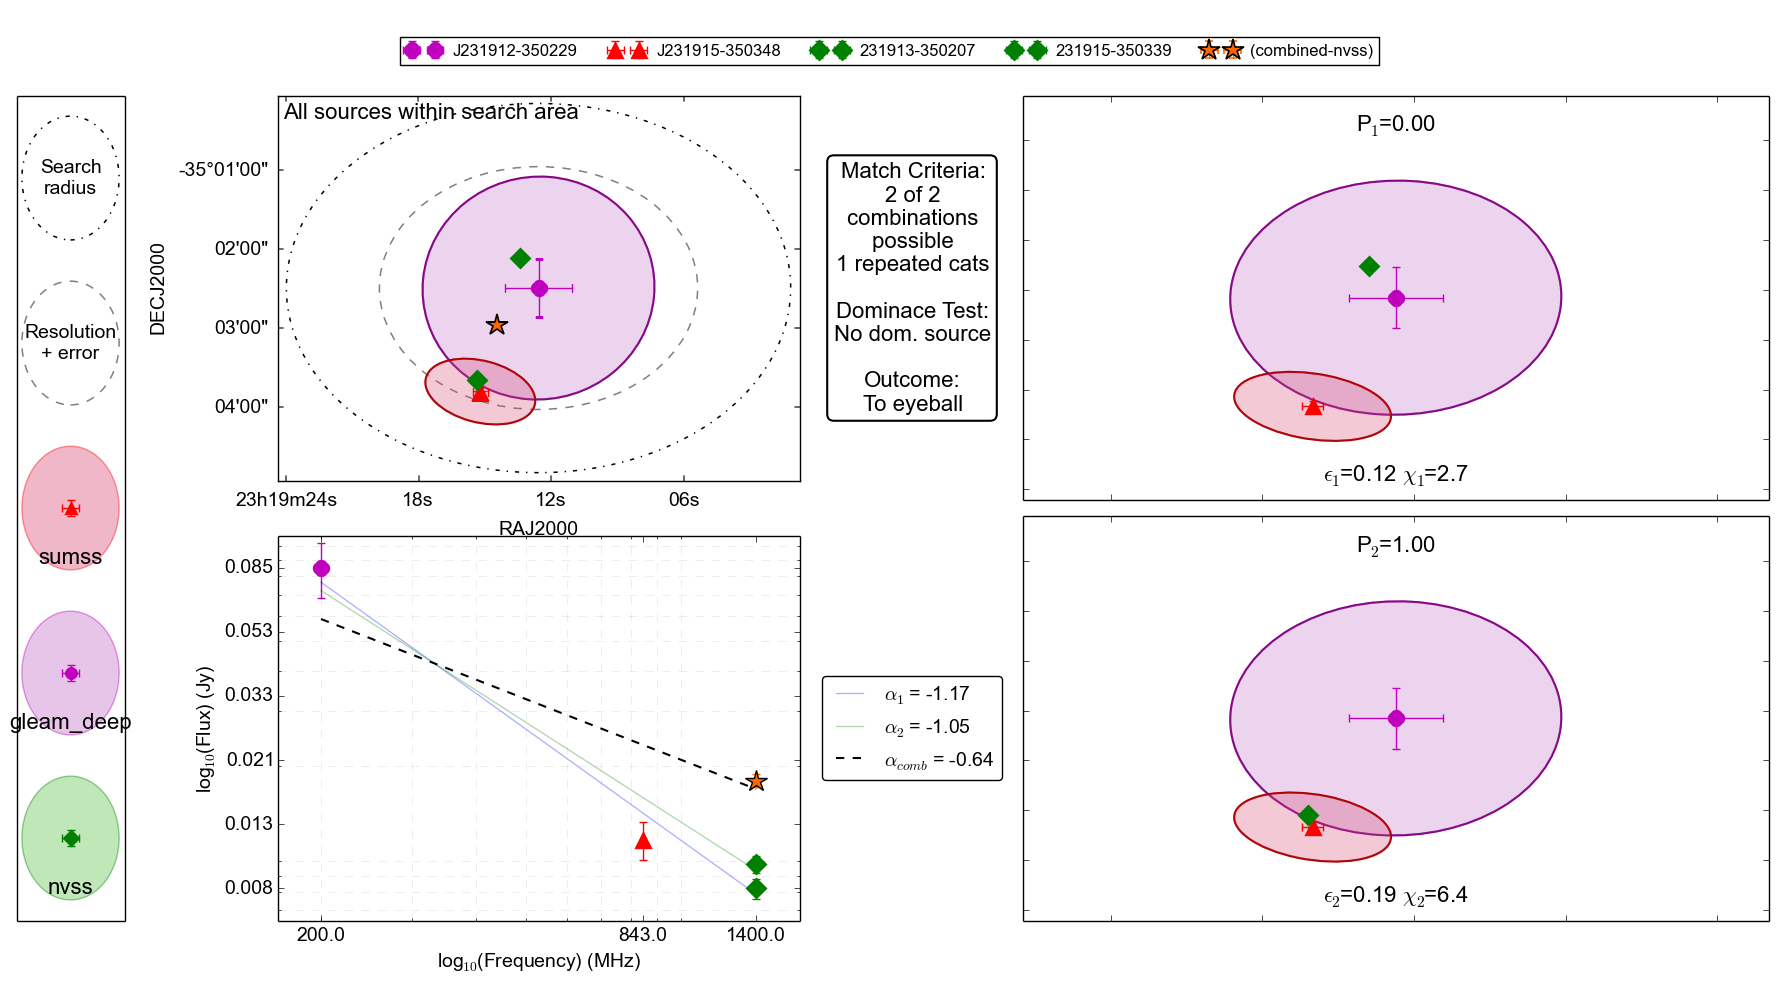 J231912-350229 J231915-350348 231913-350207 231915-350339 (combined-nvss)
Search
radius
Resolution
+ error
sumss
gleam_deep
nvss
All sources within search area
DECJ2000
-35°01'00"
02'00"
03'00"
04'00"
23h19m24s 18s 12s 06s
RAJ2000
Match Criteria:
2 of 2
combinations
possible
1 repeated cats
Dominace Test:
No dom. source
Outcome:
To eyeball
P1=0.00
ϵ1=0.12 χ1=2.7
log10(Flux) (Jy)
0.085
0.053
0.033
0.021
0.013
0.008
200.0 843.0 1400.0
log10(Frequency) (MHz)
α1 = -1.17
α2 = -1.05
αcomb = -0.64
P2=1.00
ϵ2=0.19 χ2=6.4